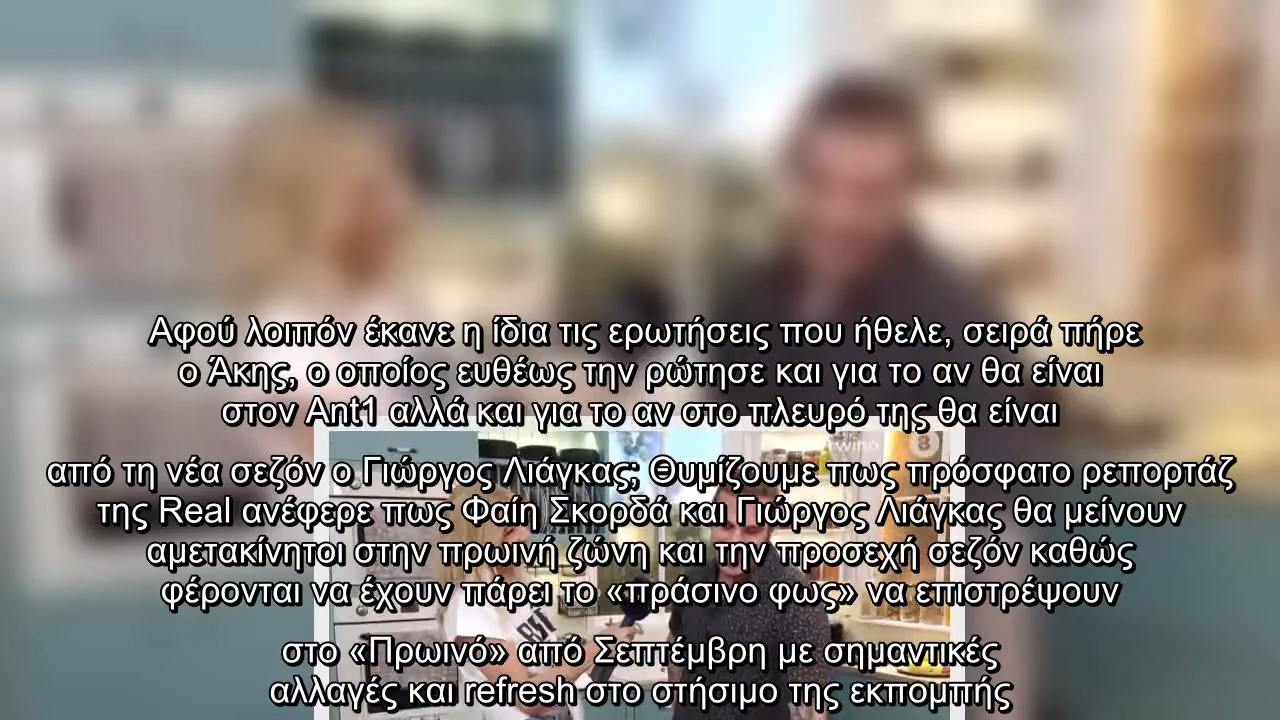 Αφού λοιπόν έκανε η ίδια τις ερωτήσεις που ήθελε, σειρά πήρε
ο Άκης, ο οποίος ευθέως την ρώτησε και για το αν θα είναι
στον Ant1 αλλά και για το αν στο πλευρό της θα είναι
από τη νέα σεζόν ο Γιώργος Λιάγκας; Θυμίζουμε πως πρόσφατο ρεπορτάζ
της Real ανέφερε πως Φαίη Σκορδά και Γιώργος Λιάγκας θα μείνουν
αμετακίνητοι στην πρωινή ζώνη και την προσεχή σεζόν καθώς
φέρονται να έχουν πάρει το «πράσινο φως» να επιστρέψουν
στο «Πρωινό» από Σεπτέμβρη με σημαντικές
αλλαγές και refresh στο στήσιμο της εκπομπής
8